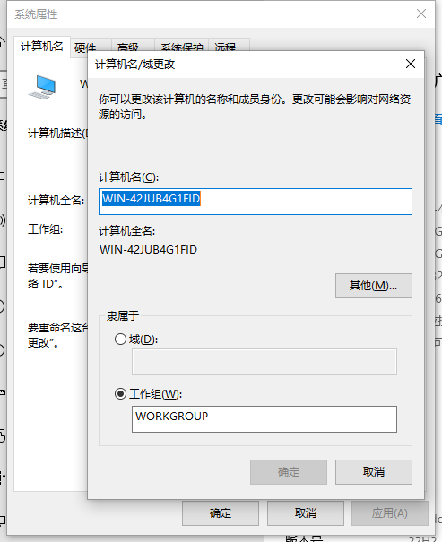 系统属性
计算机名 硬件 高级 系统保护 远程
计算机名/域更改
你可以更改该计算机的名称和成员身份。更改可能会影响对网络资
源的访问。
计算机描述(D
计算机名(C):
WIN-42JUB4G1FID
计算机全名:
计算机全名:
WIN-42JUB4G1FID
工作组:
其他(M)...
若要使用向导
络 ID"。
隶属于
域(D):
要重命名这台
更改"。
工作组(W):
WORKGROUP
确定 取消
确定 取消 应用(A)
版本号